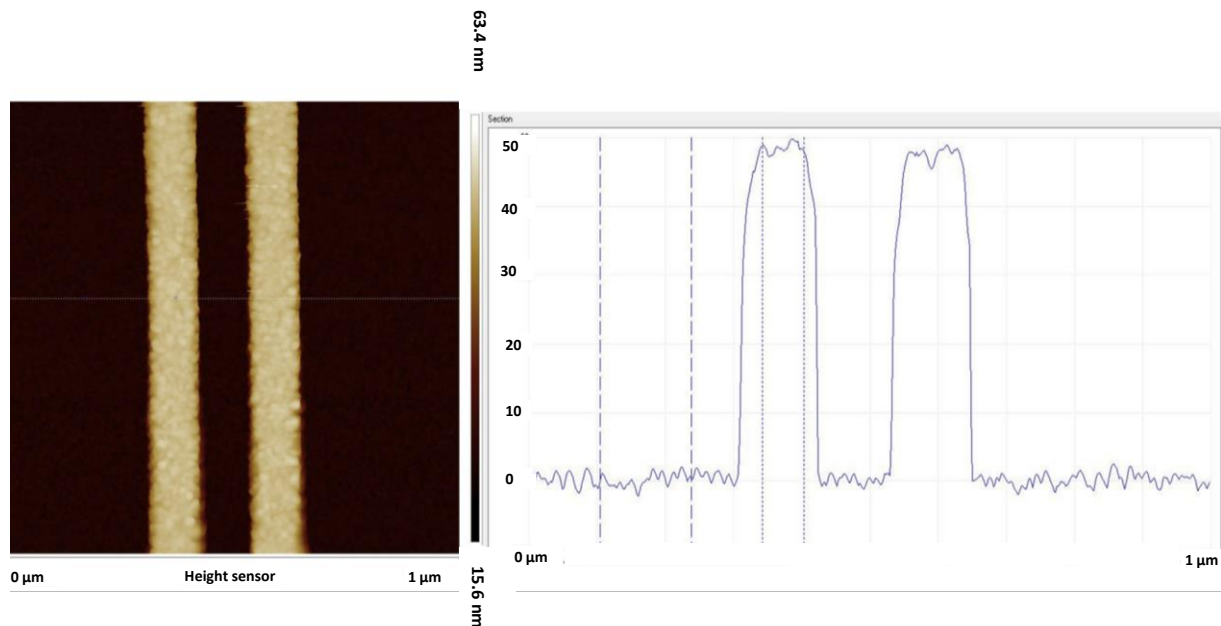 63.4 nm
Section
50
40
30
20
10
0
0 µm
1 µm
0 µm
Height sensor
1 µm
15.6 nm